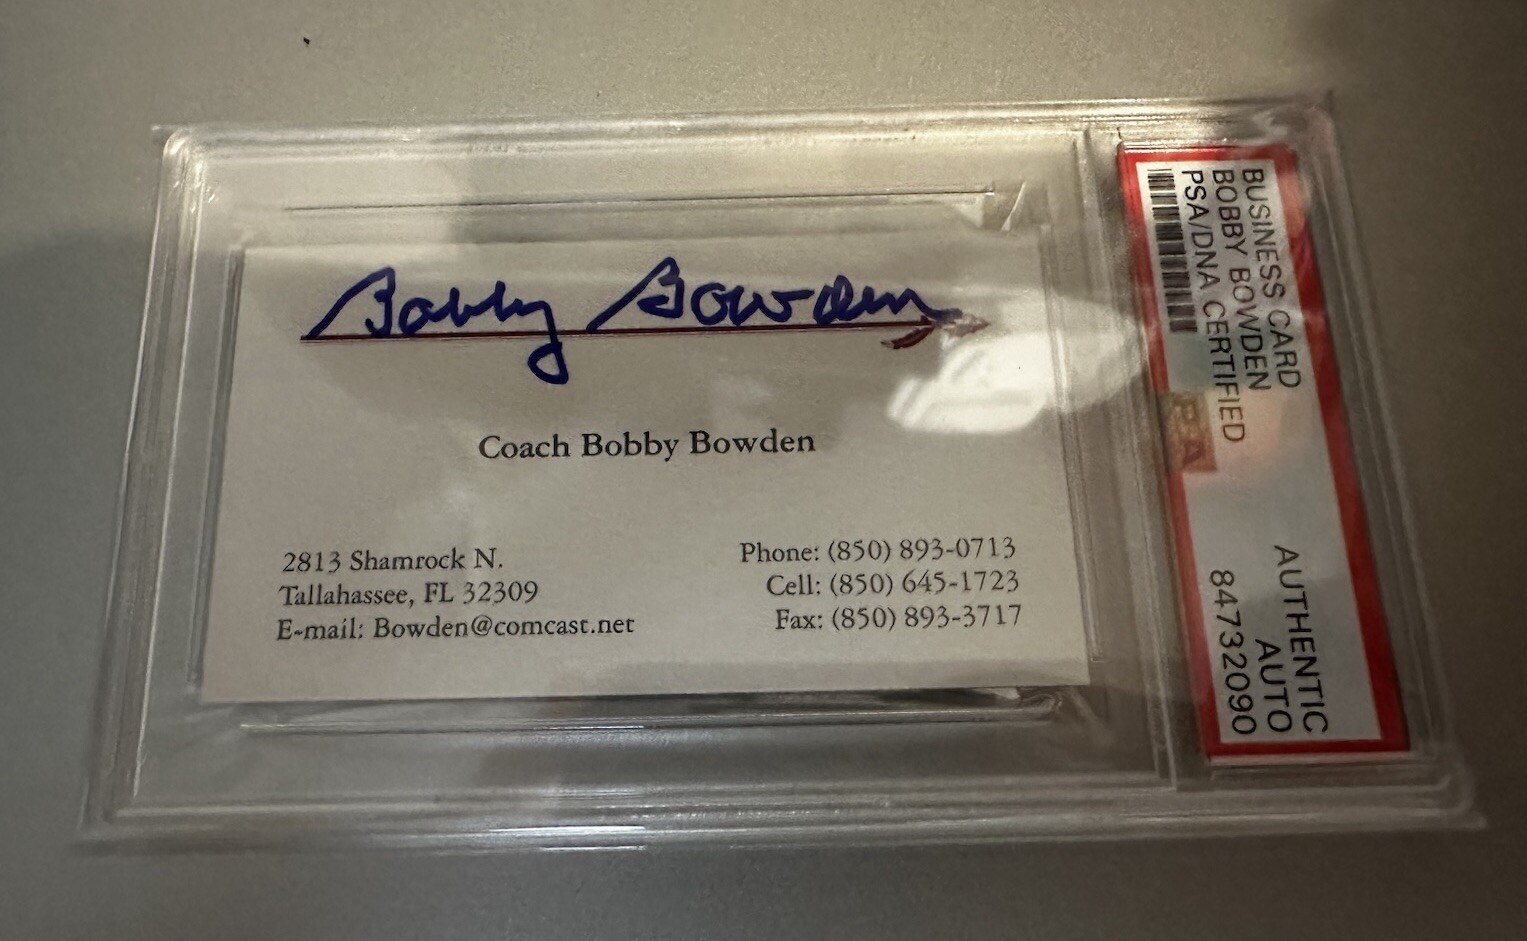 Bobby Bowden
Coach Bobby Bowden
2813 Shamrock N.
Tallahassee, FL 32309
E-mail: Bowden@comcast.net
Phone: (850) 893-0713
Cell: (850) 645-1723
Fax: (850) 893-3717
BUSINESS CARD
BOBBY BOWDEN
PSA/DNA CERTIFIED
AUTHENTIC
AUTO
84732090